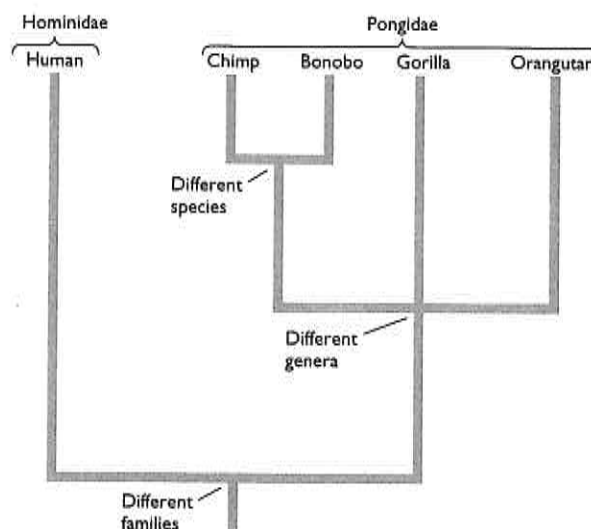 Hominidae
Pongidae
Human
Chimp
Bonobo
Gorilla
Orangutan
Different
species
Different
genera
Different
families